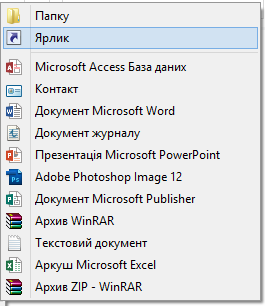 Папку
Ярлик
Microsoft Access База даних
Контакт
Документ Microsoft Word
Документ журналу
Презентація Microsoft PowerPoint
Adobe Photoshop Image 12
Документ Microsoft Publisher
Архив WinRAR
Текстовий документ
Аркуш Microsoft Excel
Архив ZIP - WinRAR